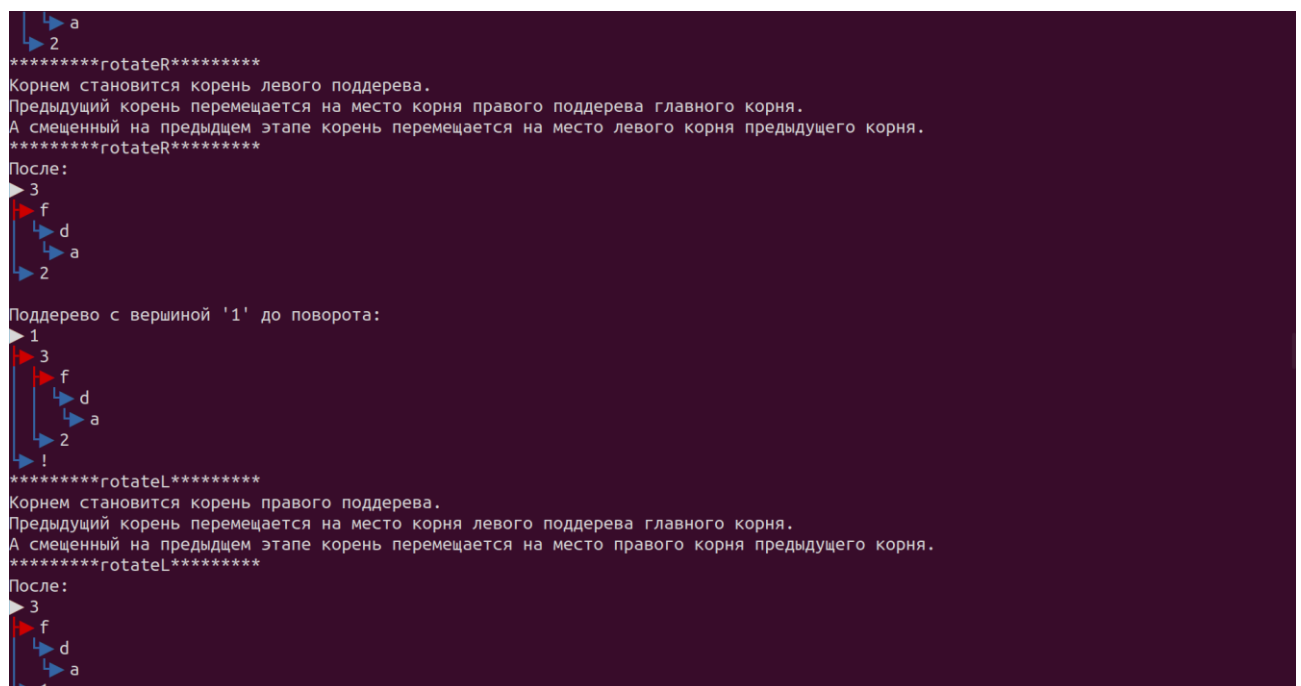 a
2
*********rotateR*********
Корнем становится корень левого поддерева.
Предыдущий корень перемещается на место корня правого поддерева главного корня.
А смещенный на предыдщем этапе корень перемещается на место левого корня предыдущего корня.
*********rotateR*********
После:
3
f
d
a
2
Поддерево с вершиной '1' до поворота:
1
3
f
d
a
2
!
*********rotateL*********
Корнем становится корень правого поддерева.
Предыдущий корень перемещается на место корня левого поддерева главного корня.
А смещенный на предыдщем этапе корень перемещается на место правого корня предыдущего корня.
*********rotateL*********
После:
3
f
d
a